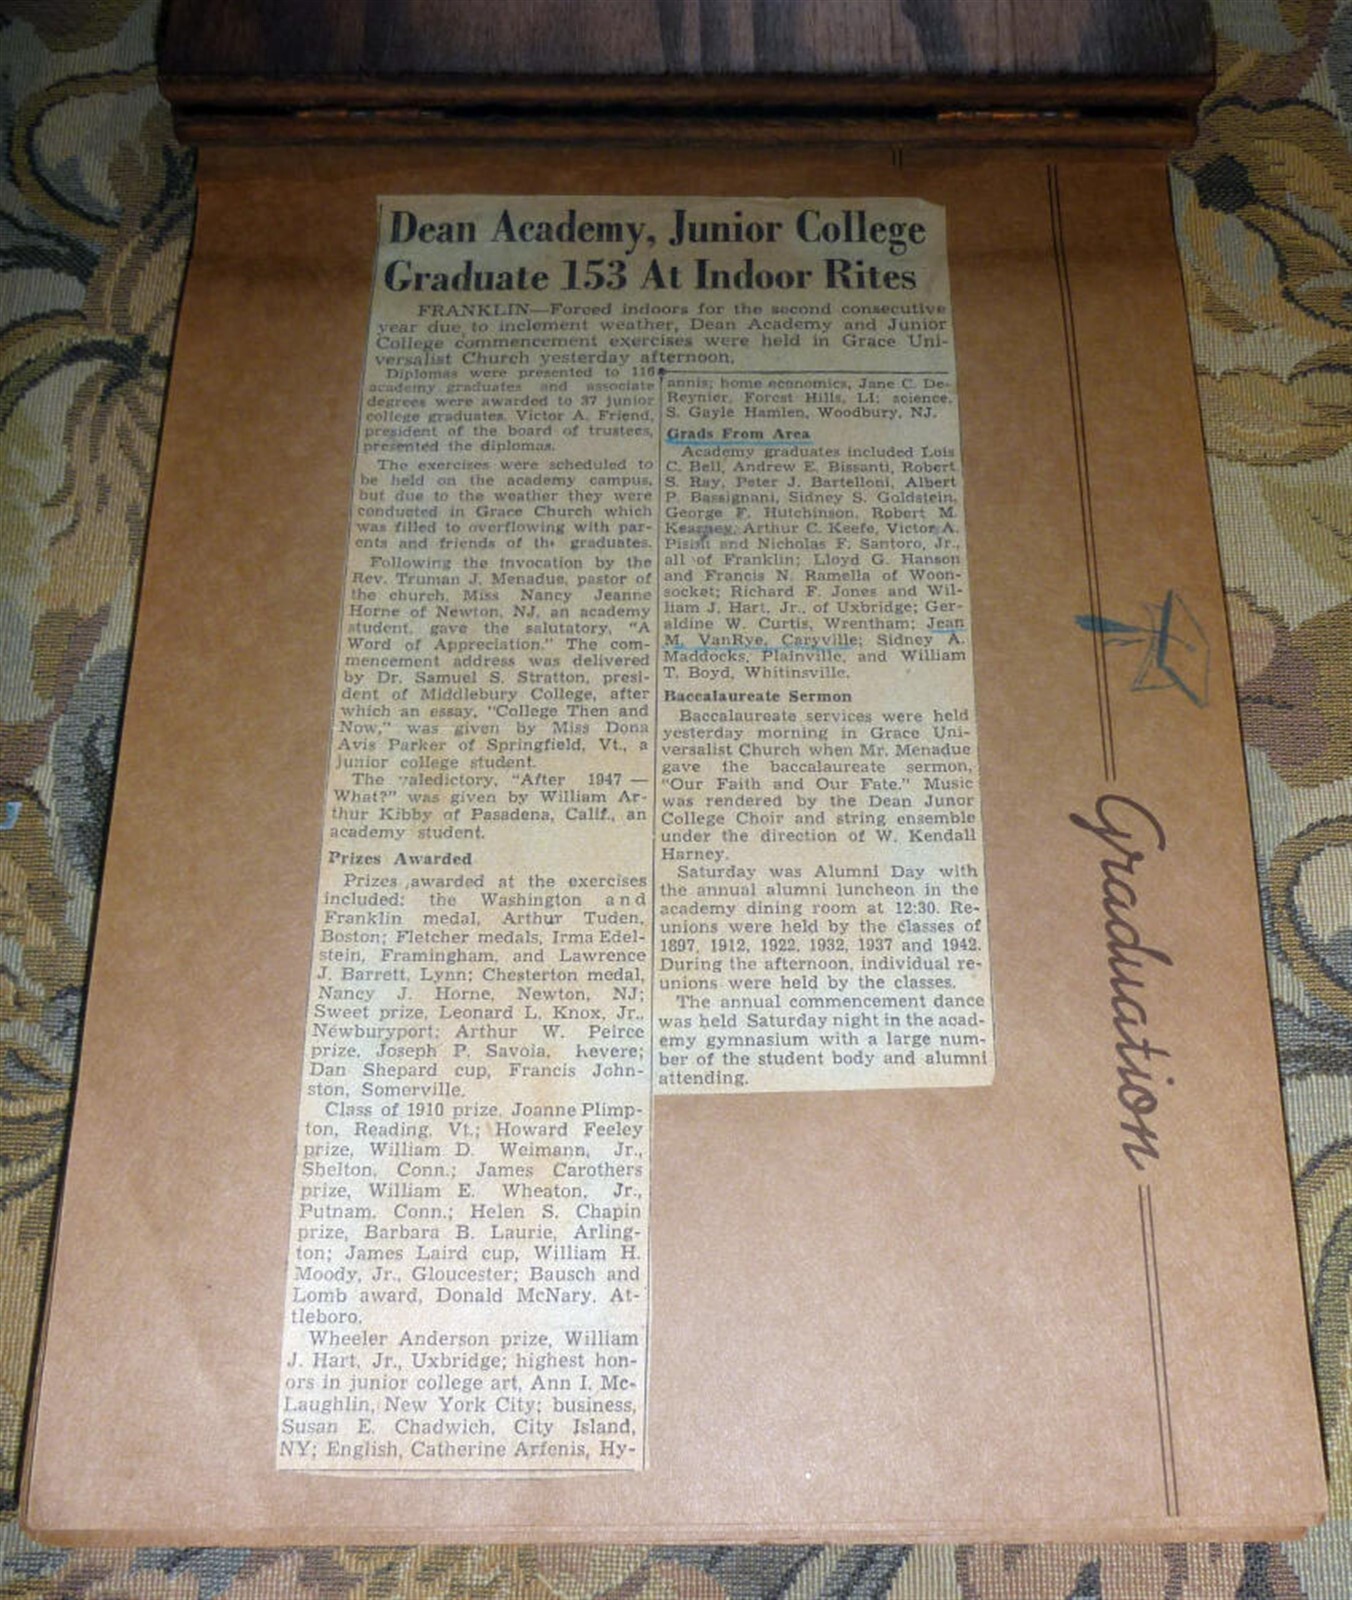 Dean Academy, Junior College
Graduate 153 At Indoor Rites
FRANKLIN—Forced indoors for the second consecutive
year due to inclement weather, Dean Academy and Junior
College commencement exercises were held in Grace Uni-
versalist Church yesterday afternoon.
Diplomas were presented to 116
academy graduates and associate
degrees were awarded to 37 junior
college graduates. Victor A. Friend,
president of the board of trustees,
presented the diplomas.
The exercises were scheduled to
be held on the academy campus,
but due to the weather they were
conducted in Grace Church which
was filled to overflowing with par-
ents and friends of the graduates.
Following the invocation by the
Rev. Truman J. Menadue, pastor of
the church, Miss Nancy Jeanne
Horne of Newton, NJ, an academy
student, gave the salutatory, "A
Word of Appreciation." The com-
mencement address was delivered
by Dr. Samuel S. Stratton, presi-
dent of Middlebury College, after
which an essay, "College Then and
Now," was given by Miss Dona
Avis Parker of Springfield, Vt., a
junior college student.
The valedictory, "After 1947 —
What?" was given by William Ar-
thur Kibby of Pasadena, Calif., an
academy student.
Prizes Awarded
Prizes awarded at the exercises
included: the Washington and
Franklin medal, Arthur Tuden,
Boston; Fletcher medals, Irma Edel-
stein, Framingham, and Lawrence
J. Barrett, Lynn; Chesterton medal,
Nancy J. Horne, Newton, NJ;
Sweet prize, Leonard L. Knox, Jr.,
Newburyport; Arthur W. Peirce
prize, Joseph P. Savoia, Revere;
Dan Shepard cup, Francis John-
ston, Somerville.
Class of 1910 prize, Joanne Plimp-
ton, Reading, Vt.; Howard Feeley
prize, William D. Weimann, Jr.,
Shelton, Conn.; James Carothers
prize, William E. Wheaton, Jr.,
Putnam, Conn.; Helen S. Chapin
prize, Barbara B. Laurie, Arling-
ton; James Laird cup, William H.
Moody, Jr., Gloucester; Bausch and
Lomb award, Donald McNary, At-
tleboro.
Wheeler Anderson prize, William
J. Hart, Jr., Uxbridge; highest hon-
ors in junior college art, Ann I. Mc-
Laughlin, New York City; business,
Susan E. Chadwich, City Island,
NY; English, Catherine Arfenis, Hy-
annis; home economics, Jane C. De-
Reynier, Forest Hills, LI; science,
S. Gayle Hamlen, Woodbury, NJ.
Grads From Area
Academy graduates included Lois
C. Bell, Andrew E. Bissanti, Robert
S. Ray, Peter J. Bartelloni, Albert
P. Bassignani, Sidney S. Goldstein,
George F. Hutchinson, Robert M.
Kearney, Arthur C. Keefe, Victor A.
Pisini and Nicholas F. Santoro, Jr.,
all of Franklin; Lloyd G. Hanson
and Francis N. Ramella of Woon-
socket; Richard F. Jones and Wil-
liam J. Hart, Jr., of Uxbridge; Ger-
aldine W. Curtis, Wrentham; Jean
M. VanRye, Caryville; Sidney A.
Maddocks, Plainville, and William
T. Boyd, Whitinsville.
Baccalaureate Sermon
Baccalaureate services were held
yesterday morning in Grace Uni-
versalist Church when Mr. Menadue
gave the baccalaureate sermon,
"Our Faith and Our Fate." Music
was rendered by the Dean Junor
College Choir and string ensemble
under the direction of W. Kendall
Harney.
Saturday was Alumni Day with
the annual alumni luncheon in the
academy dining room at 12:30. Re-
unions were held by the classes of
1897, 1912, 1922, 1932, 1937 and 1942.
During the afternoon, individual re-
unions were held by the classes.
The annual commencement dance
was held Saturday night in the acad-
emy gymnasium with a large num-
ber of the student body and alumni
attending.
Graduation